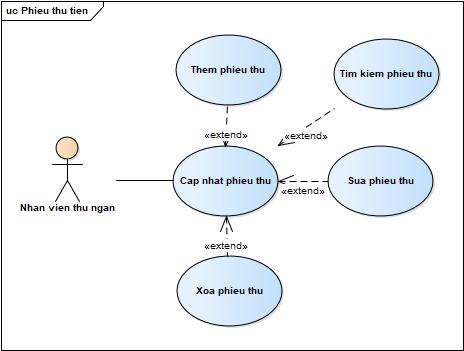 uc Phieu thu tien
Them phieu thu
Tim kiem phieu thu
«extend»
«extend»
Cap nhat phieu thu
Sua phieu thu
«extend»
Nhan vien thu ngan
«extend»
Xoa phieu thu